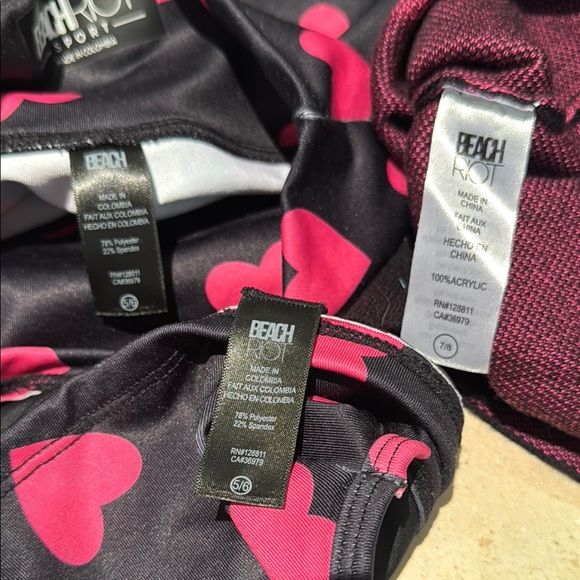 BEACH RIOT
SPORT
MADE IN COLOMBIA
BEACH
MADE IN
COLOMBIA
FAIT AUX COLOMBIA
HECHO EN COLOMBIA
78% Polyester
22% Spandex
RN#128811
CA#36979
5/6
BEACH
RIOT
MADE IN
COLOMBIA
FAIT AUX COLOMBIA
HECHO EN COLOMBIA
78% Polyester
22% Spandex
RN#128811
CA#36979
5/6
BEACH
RIOT
MADE IN
CHINA
FAIT AUX
CHINA
HECHO EN
CHINA
100%ACRYLIC
RN#128811
CA#36979
7/8